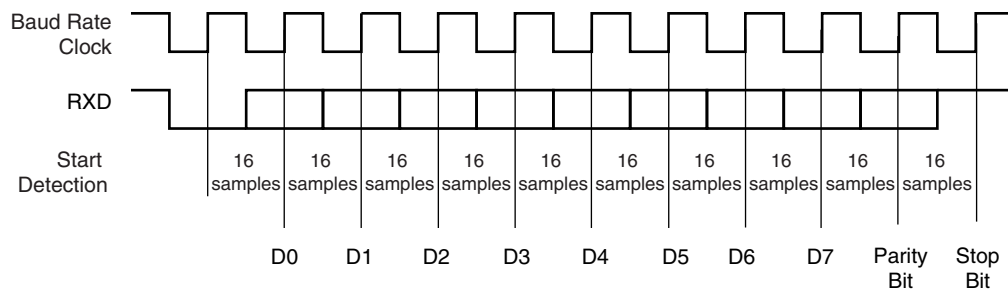 Baud Rate
Clock
RXD
Start
Detection
16 16 16 16 16 16 16 16 16 16
samples samples samples samples samples samples samples samples samples samples
D0 D1 D2 D3 D4 D5 D6 D7 Parity Stop
Bit Bit